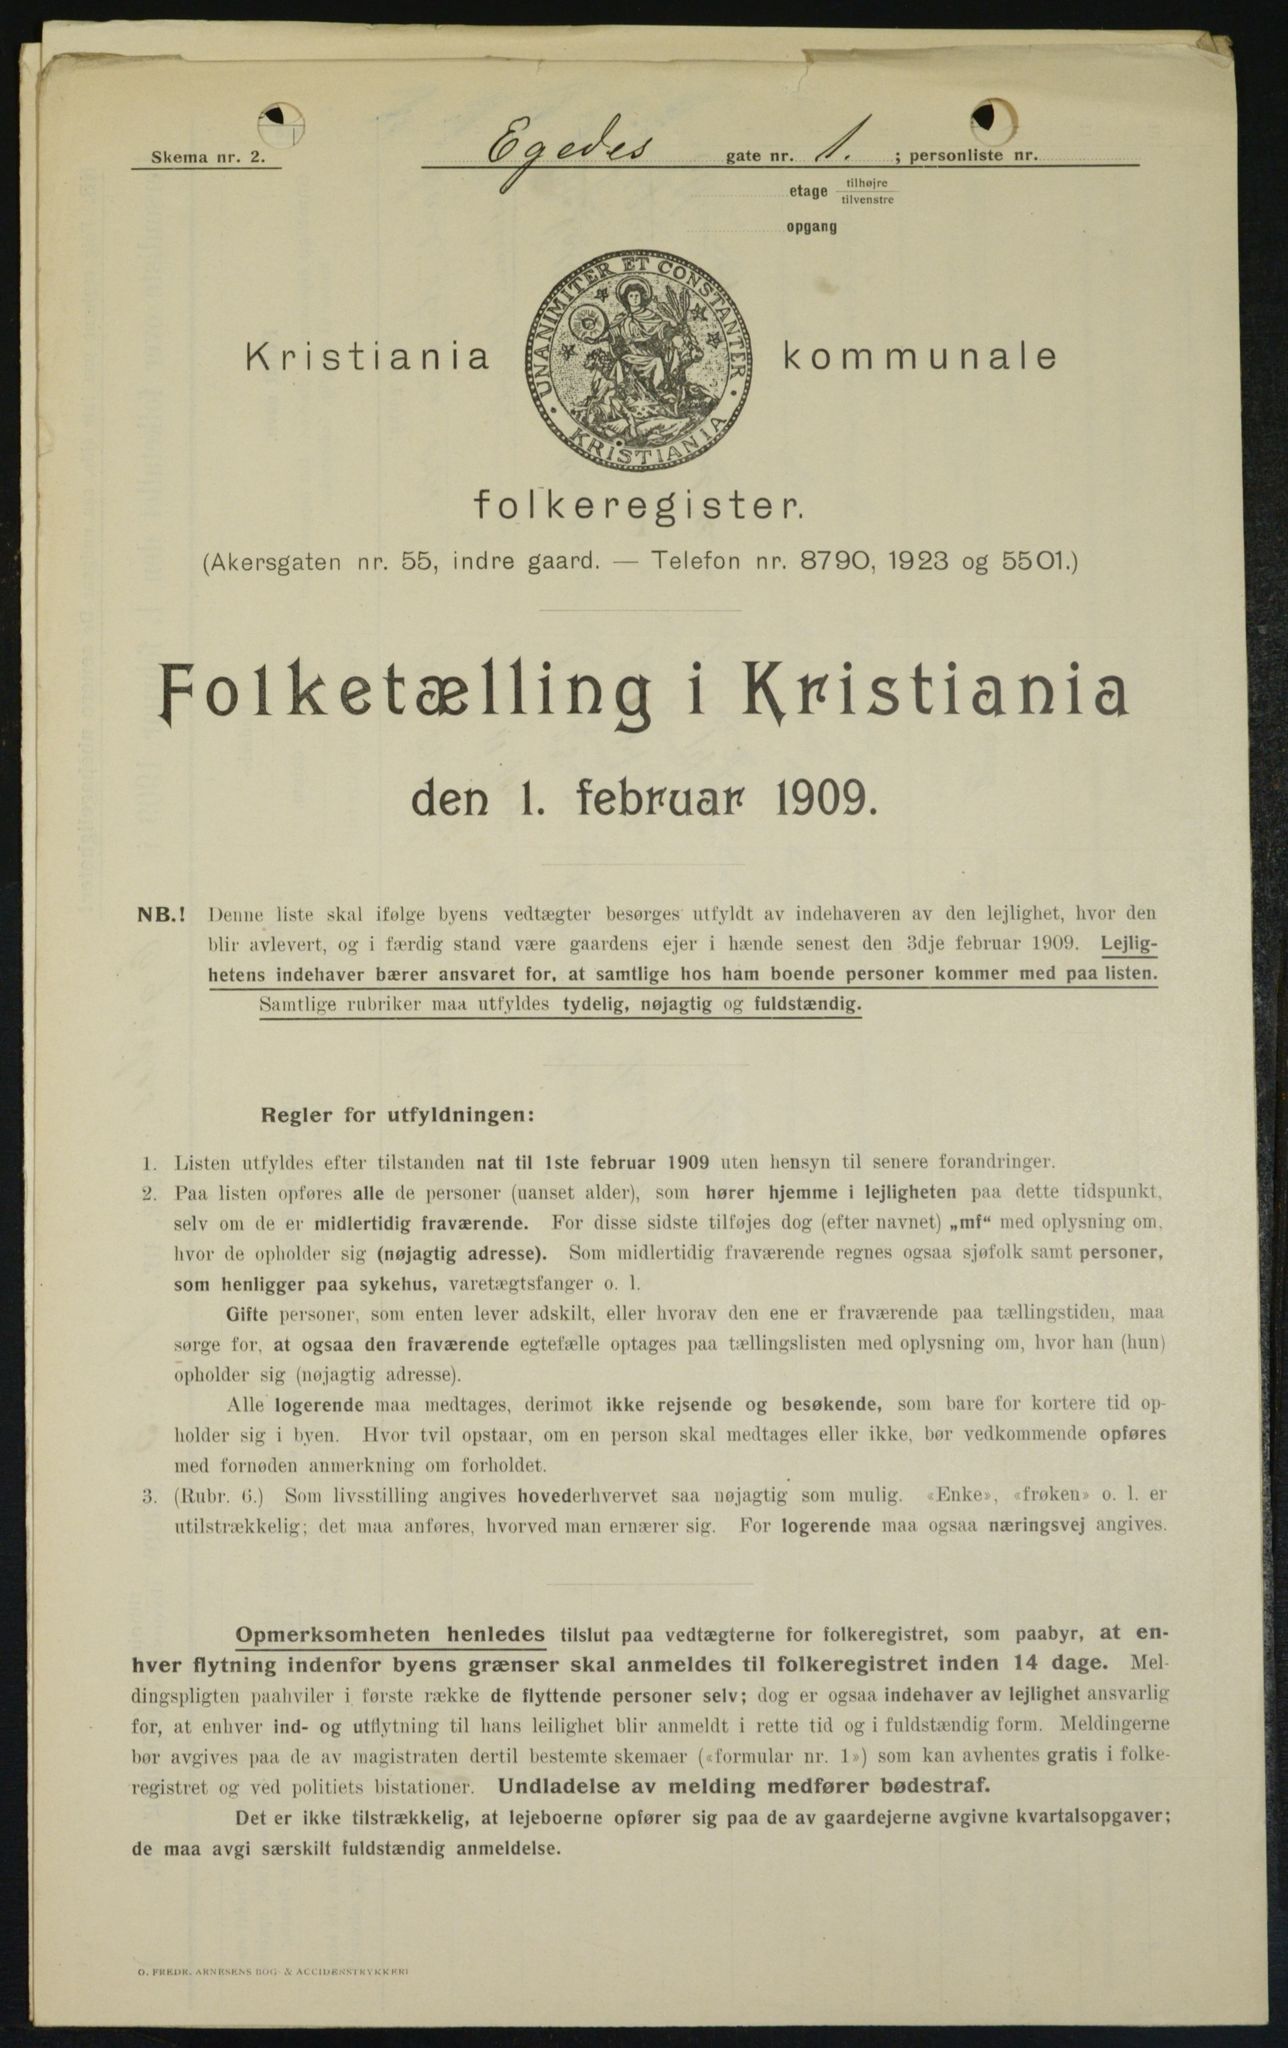 Skema nr. 2.
Egedes gate nr. 1. ; personliste nr.
etage tilhøjre
tilvenstre
opgang
Kristiania kommunale
UNANIMITER ET CONSTANTER · KRISTIANIA ·
folkeregister.
(Akersgaten nr. 55, indre gaard. — Telefon nr. 8790, 1923 og 5501.)
Folketælling i Kristiania
den 1. februar 1909.
NB.! Denne liste skal ifølge byens vedtægter besørges utfyldt av indehaveren av den lejlighet, hvor den
blir avlevert, og i færdig stand være gaardens ejer i hænde senest den 3dje februar 1909. Lejlig-
hetens indehaver bærer ansvaret for, at samtlige hos ham boende personer kommer med paa listen.
Samtlige rubriker maa utfyldes tydelig, nøjagtig og fuldstændig.
Regler for utfyldningen:
1. Listen utfyldes efter tilstanden nat til 1ste februar 1909 uten hensyn til senere forandringer.
2. Paa listen opføres alle de personer (uanset alder), som hører hjemme i lejligheten paa dette tidspunkt,
selv om de er midlertidig fraværende. For disse sidste tilføjes dog (efter navnet) „mf“ med oplysning om,
hvor de opholder sig (nøjagtig adresse). Som midlertidig fraværende regnes ogsaa sjøfolk samt personer,
som henligger paa sykehus, varetægtsfanger o. l.
Gifte personer, som enten lever adskilt, eller hvorav den ene er fraværende paa tællingstiden, maa
sørge for, at ogsaa den fraværende egtefælle optages paa tællingslisten med oplysning om, hvor han (hun)
opholder sig (nøjagtig adresse).
Alle logerende maa medtages, derimot ikke rejsende og besøkende, som bare for kortere tid op-
holder sig i byen. Hvor tvil opstaar, om en person skal medtages eller ikke, bør vedkommende opføres
med fornøden anmerkning om forholdet.
3. (Rubr. 6.) Som livsstilling angives hovederhvervet saa nøjagtig som mulig. «Enke», «frøken» o. l. er
utilstrækkelig; det maa anføres, hvorved man ernærer sig. For logerende maa ogsaa næringsvej angives.
Opmerksomheten henledes tilslut paa vedtægterne for folkeregistret, som paabyr, at en-
hver flytning indenfor byens grænser skal anmeldes til folkeregistret inden 14 dage. Mel-
dingspligten paahviler i første række de flyttende personer selv; dog er ogsaa indehaver av lejlighet ansvarlig
for, at enhver ind- og utflytning til hans leilighet blir anmeldt i rette tid og i fuldstændig form. Meldingerne
bør avgives paa de av magistraten dertil bestemte skemaer («formular nr. 1») som kan avhentes gratis i folke-
registret og ved politiets bistationer. Undladelse av melding medfører bødestraf.
Det er ikke tilstrækkelig, at lejeboerne opfører sig paa de av gaardejerne avgivne kvartalsopgaver;
de maa avgi særskilt fuldstændig anmeldelse.
O. FREDR. ARNESENS BOG- & ACCIDENSTRYKKERI